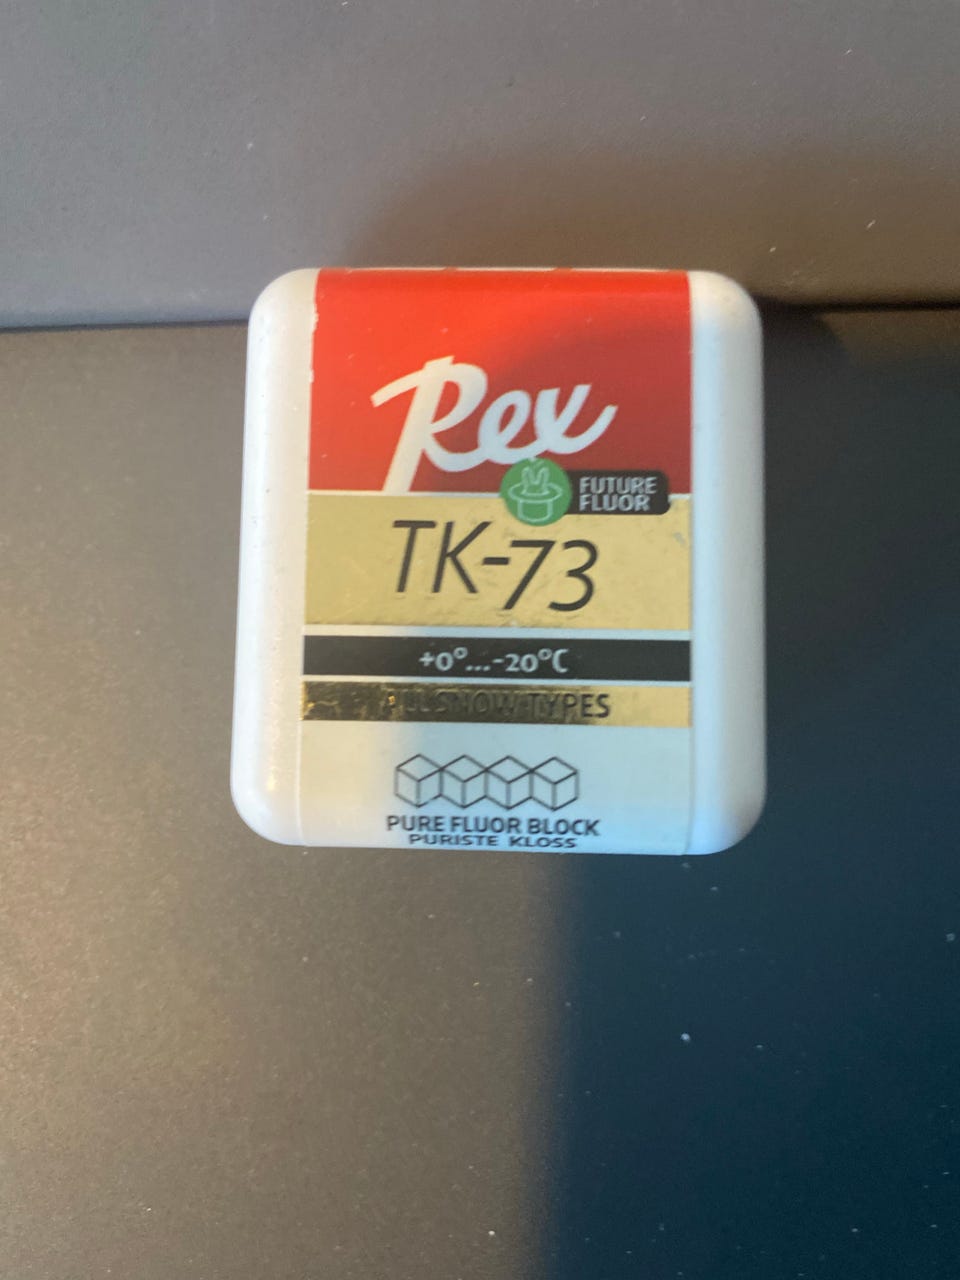 Rex
FUTURE
FLUOR
TK-73
+0°...-20°C
ALL SNOW TYPES
PURE FLUOR BLOCK
PURISTE KLOSS